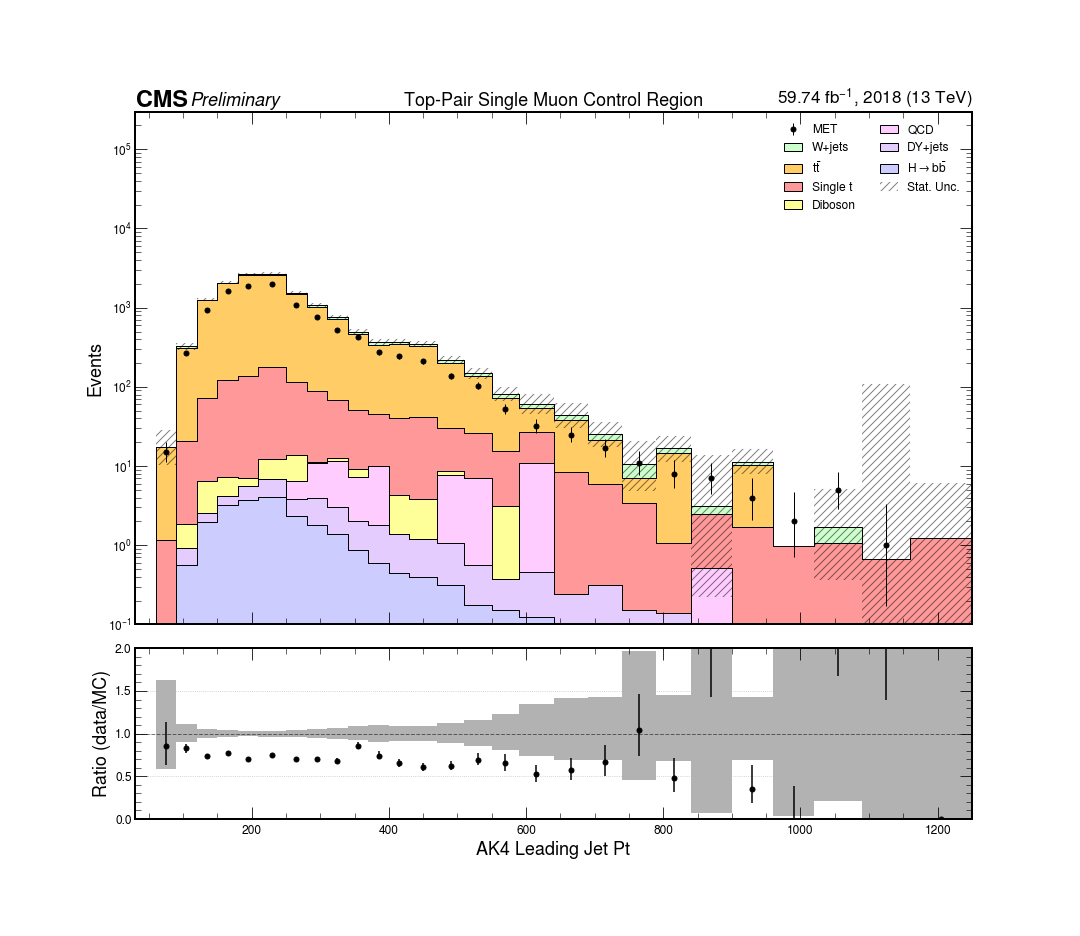 CMS Preliminary Top-Pair Single Muon Control Region 59.74 fb⁻¹, 2018 (13 TeV)
MET QCD
W+jets DY+jets
tt̄ H→bb̄
Single t Stat. Unc.
Diboson
Events
10⁵
10⁴
10³
10²
10¹
10⁰
10⁻¹
Ratio (data/MC)
2.0
1.5
1.0
0.5
0.0
200 400 600 800 1000 1200
AK4 Leading Jet Pt